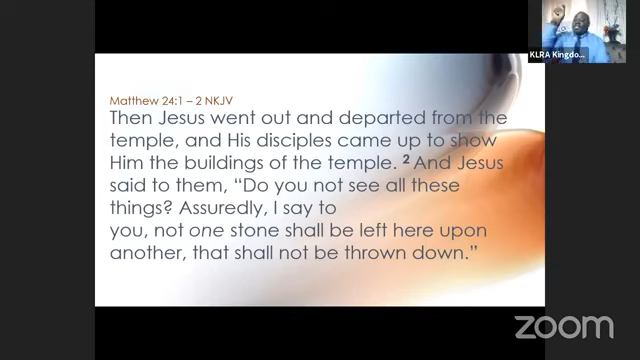 KLRA Kingdo...
Matthew 24:1 – 2 NKJV
Then Jesus went out and departed from the
temple, and His disciples came up to show
Him the buildings of the temple. 2 And Jesus
said to them, “Do you not see all these
things? Assuredly, I say to
you, not one stone shall be left here upon
another, that shall not be thrown down.”
zoom